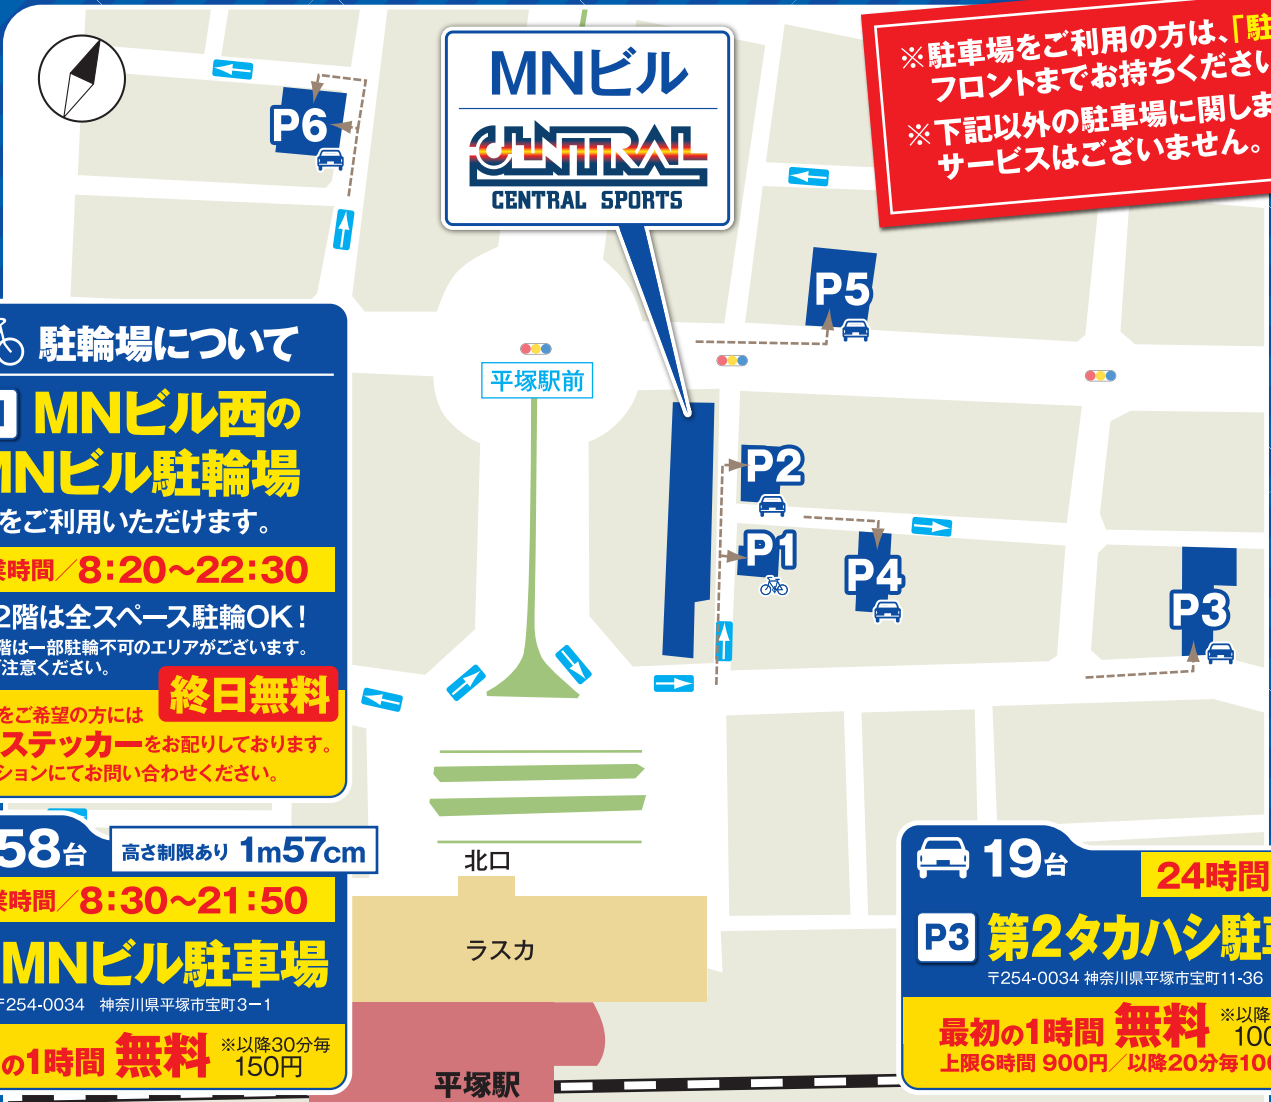 ※駐車場をご利用の方は、「駐
フロントまでお持ちください
※下記以外の駐車場に関しま
サービスはございません。
MNビル
CENTRAL
CENTRAL SPORTS
P6
P5
平塚駅前
P2
P1
P4
P3
駐輪場について
MNビル西の
MNビル駐輪場
をご利用いただけます。
業時間／8:20〜22:30
2階は全スペース駐輪OK!
階は一部駐輪不可のエリアがございます。
ご注意ください。
終日無料
をご希望の方には
ステッカーをお配りしております。
ションにてお問い合わせください。
58台
高さ制限あり 1m57cm
業時間／8:30〜21:50
MNビル駐車場
〒254-0034 神奈川県平塚市宝町3ー1
の1時間 無料 ※以降30分毎
150円
北口
ラスカ
平塚駅
19台
24時間
P3 第2タカハシ駐車
〒254-0034 神奈川県平塚市宝町11-36
最初の1時間 無料 ※以降
100
上限6時間 900円／以降20分毎100